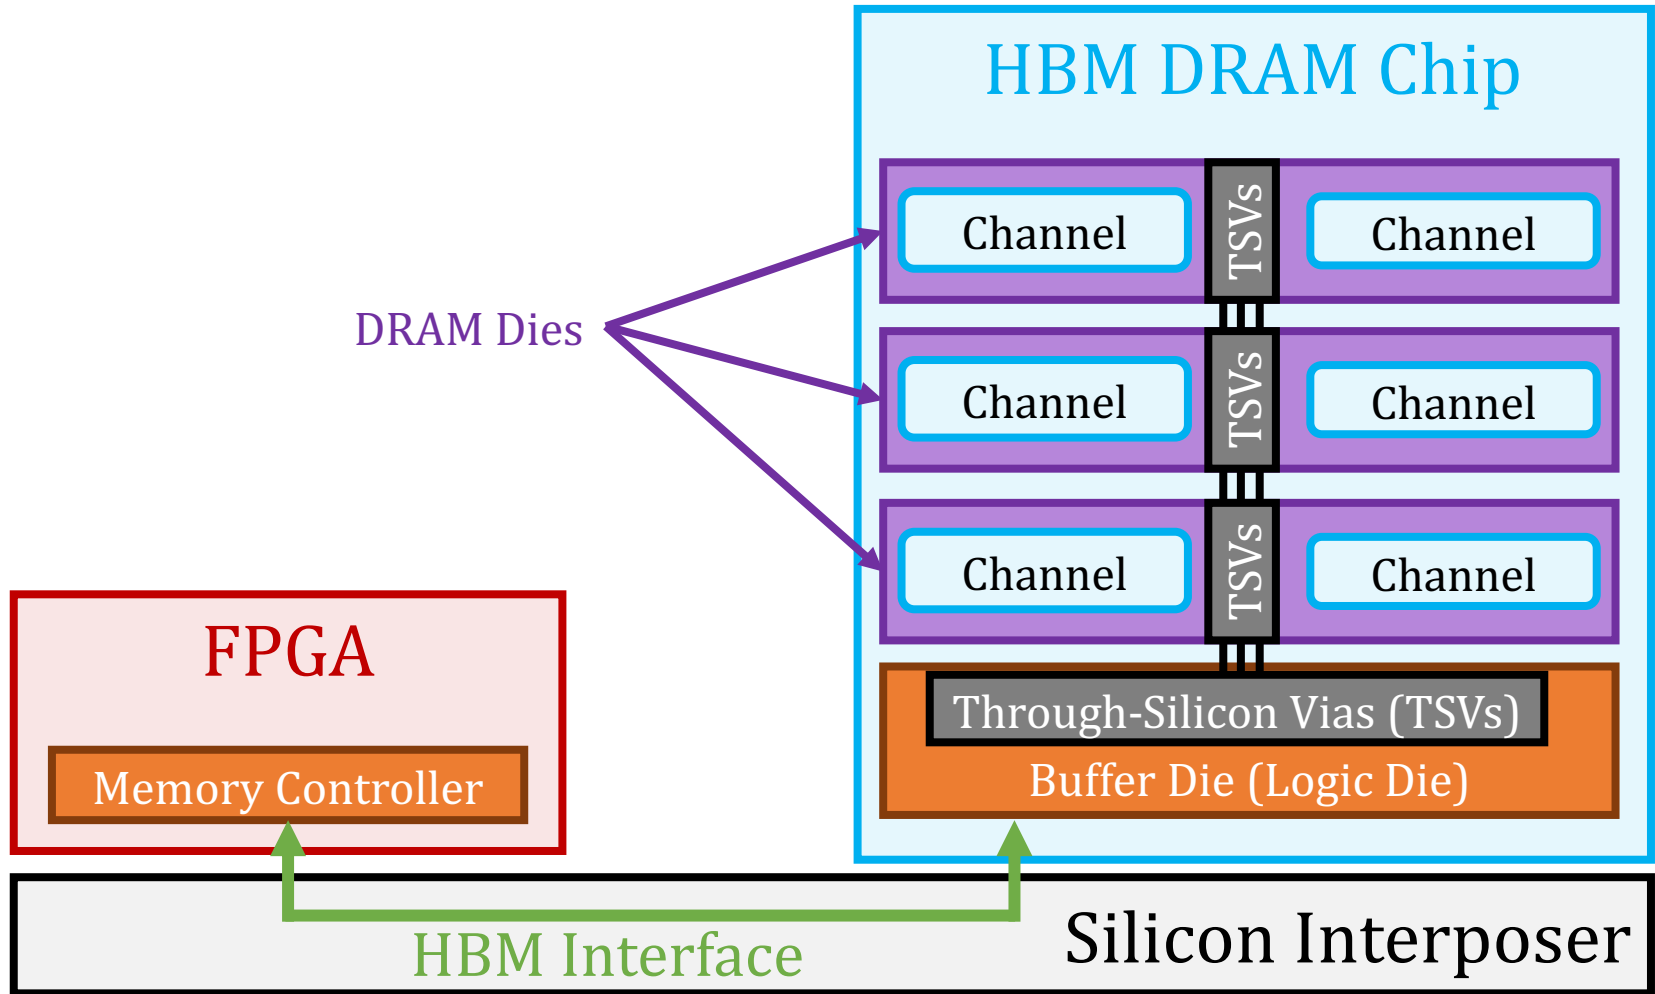 HBM DRAM Chip
Channel
TSVs
Channel
DRAM Dies
Channel
TSVs
Channel
Channel
TSVs
Channel
FPGA
Memory Controller
Through-Silicon Vias (TSVs)
Buffer Die (Logic Die)
HBM Interface
Silicon Interposer